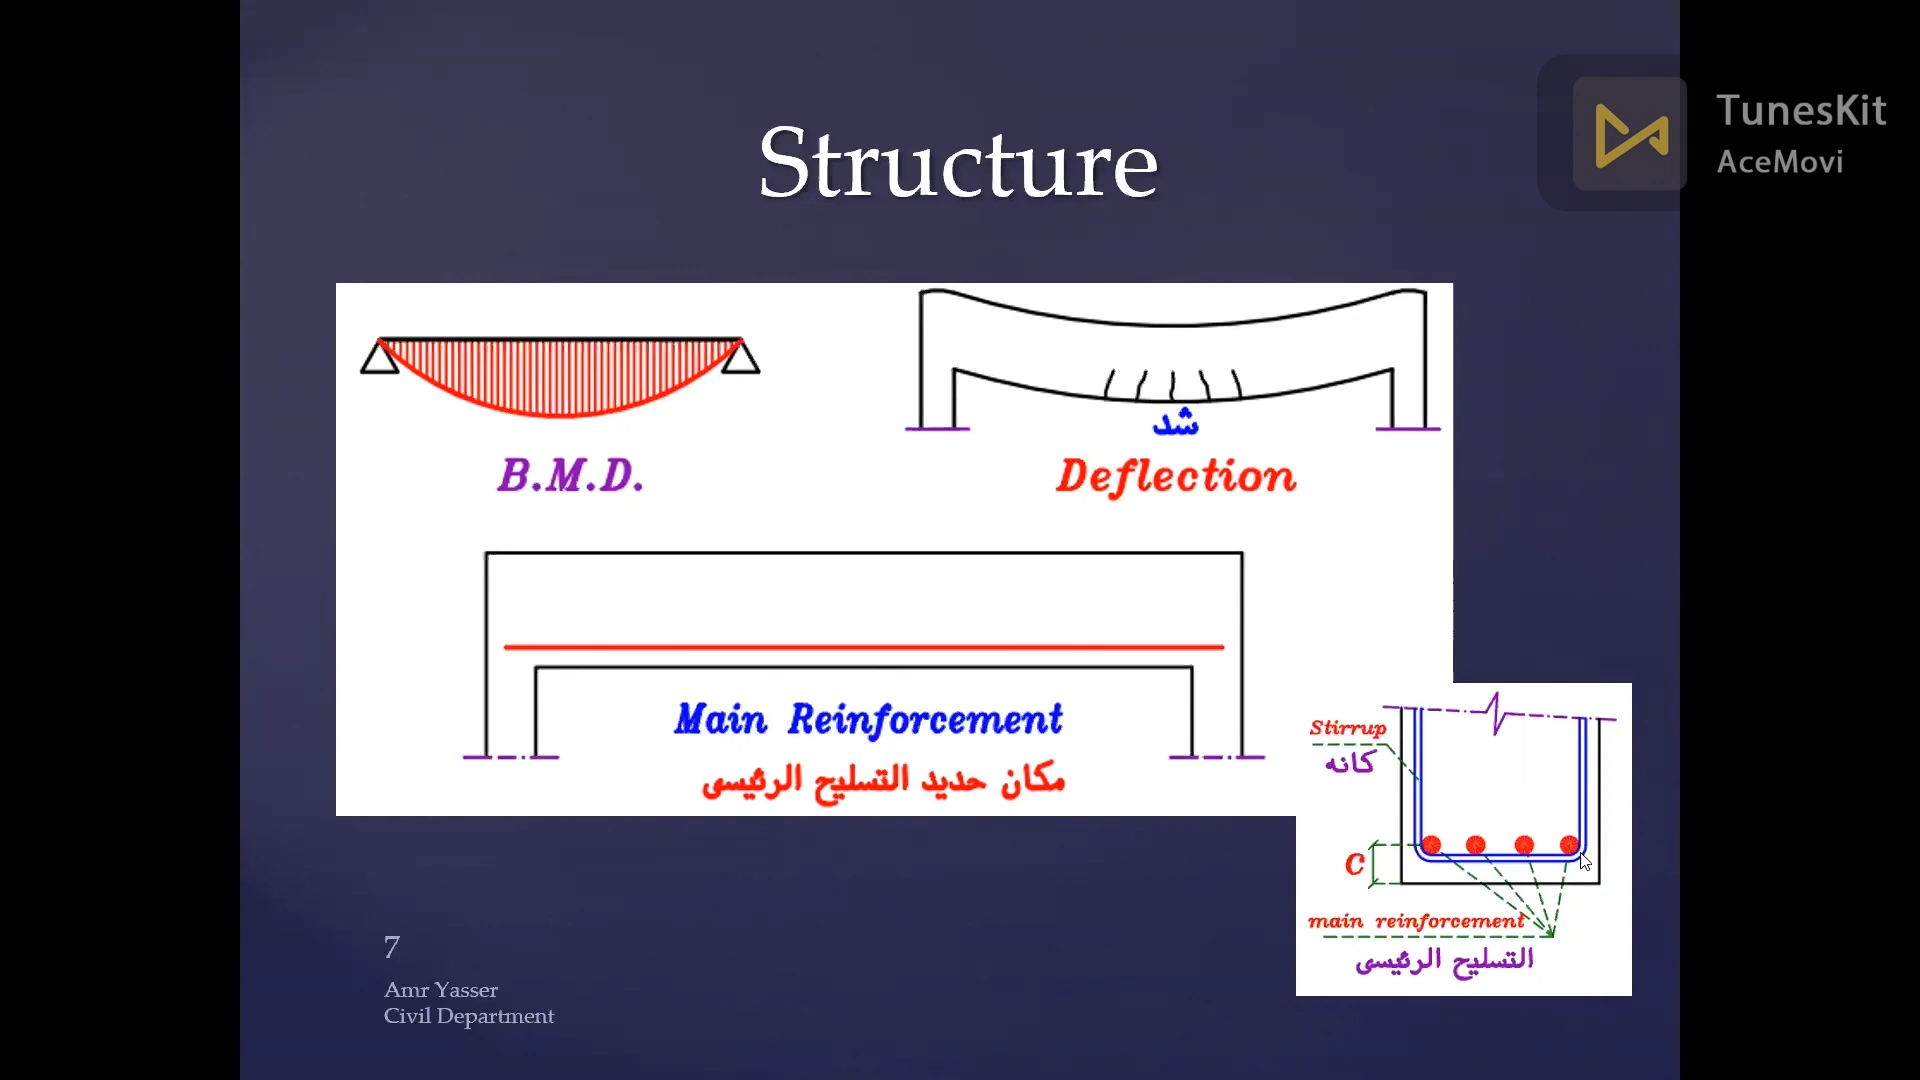 TunesKit
AceMovi
Structure
شد
B.M.D.
Deflection
Main Reinforcement
مكان حديد التسليح الرئيسى
Stirrup
كانه
C
main reinforcement
التسليح الرئيسى
7
Amr Yasser
Civil Department